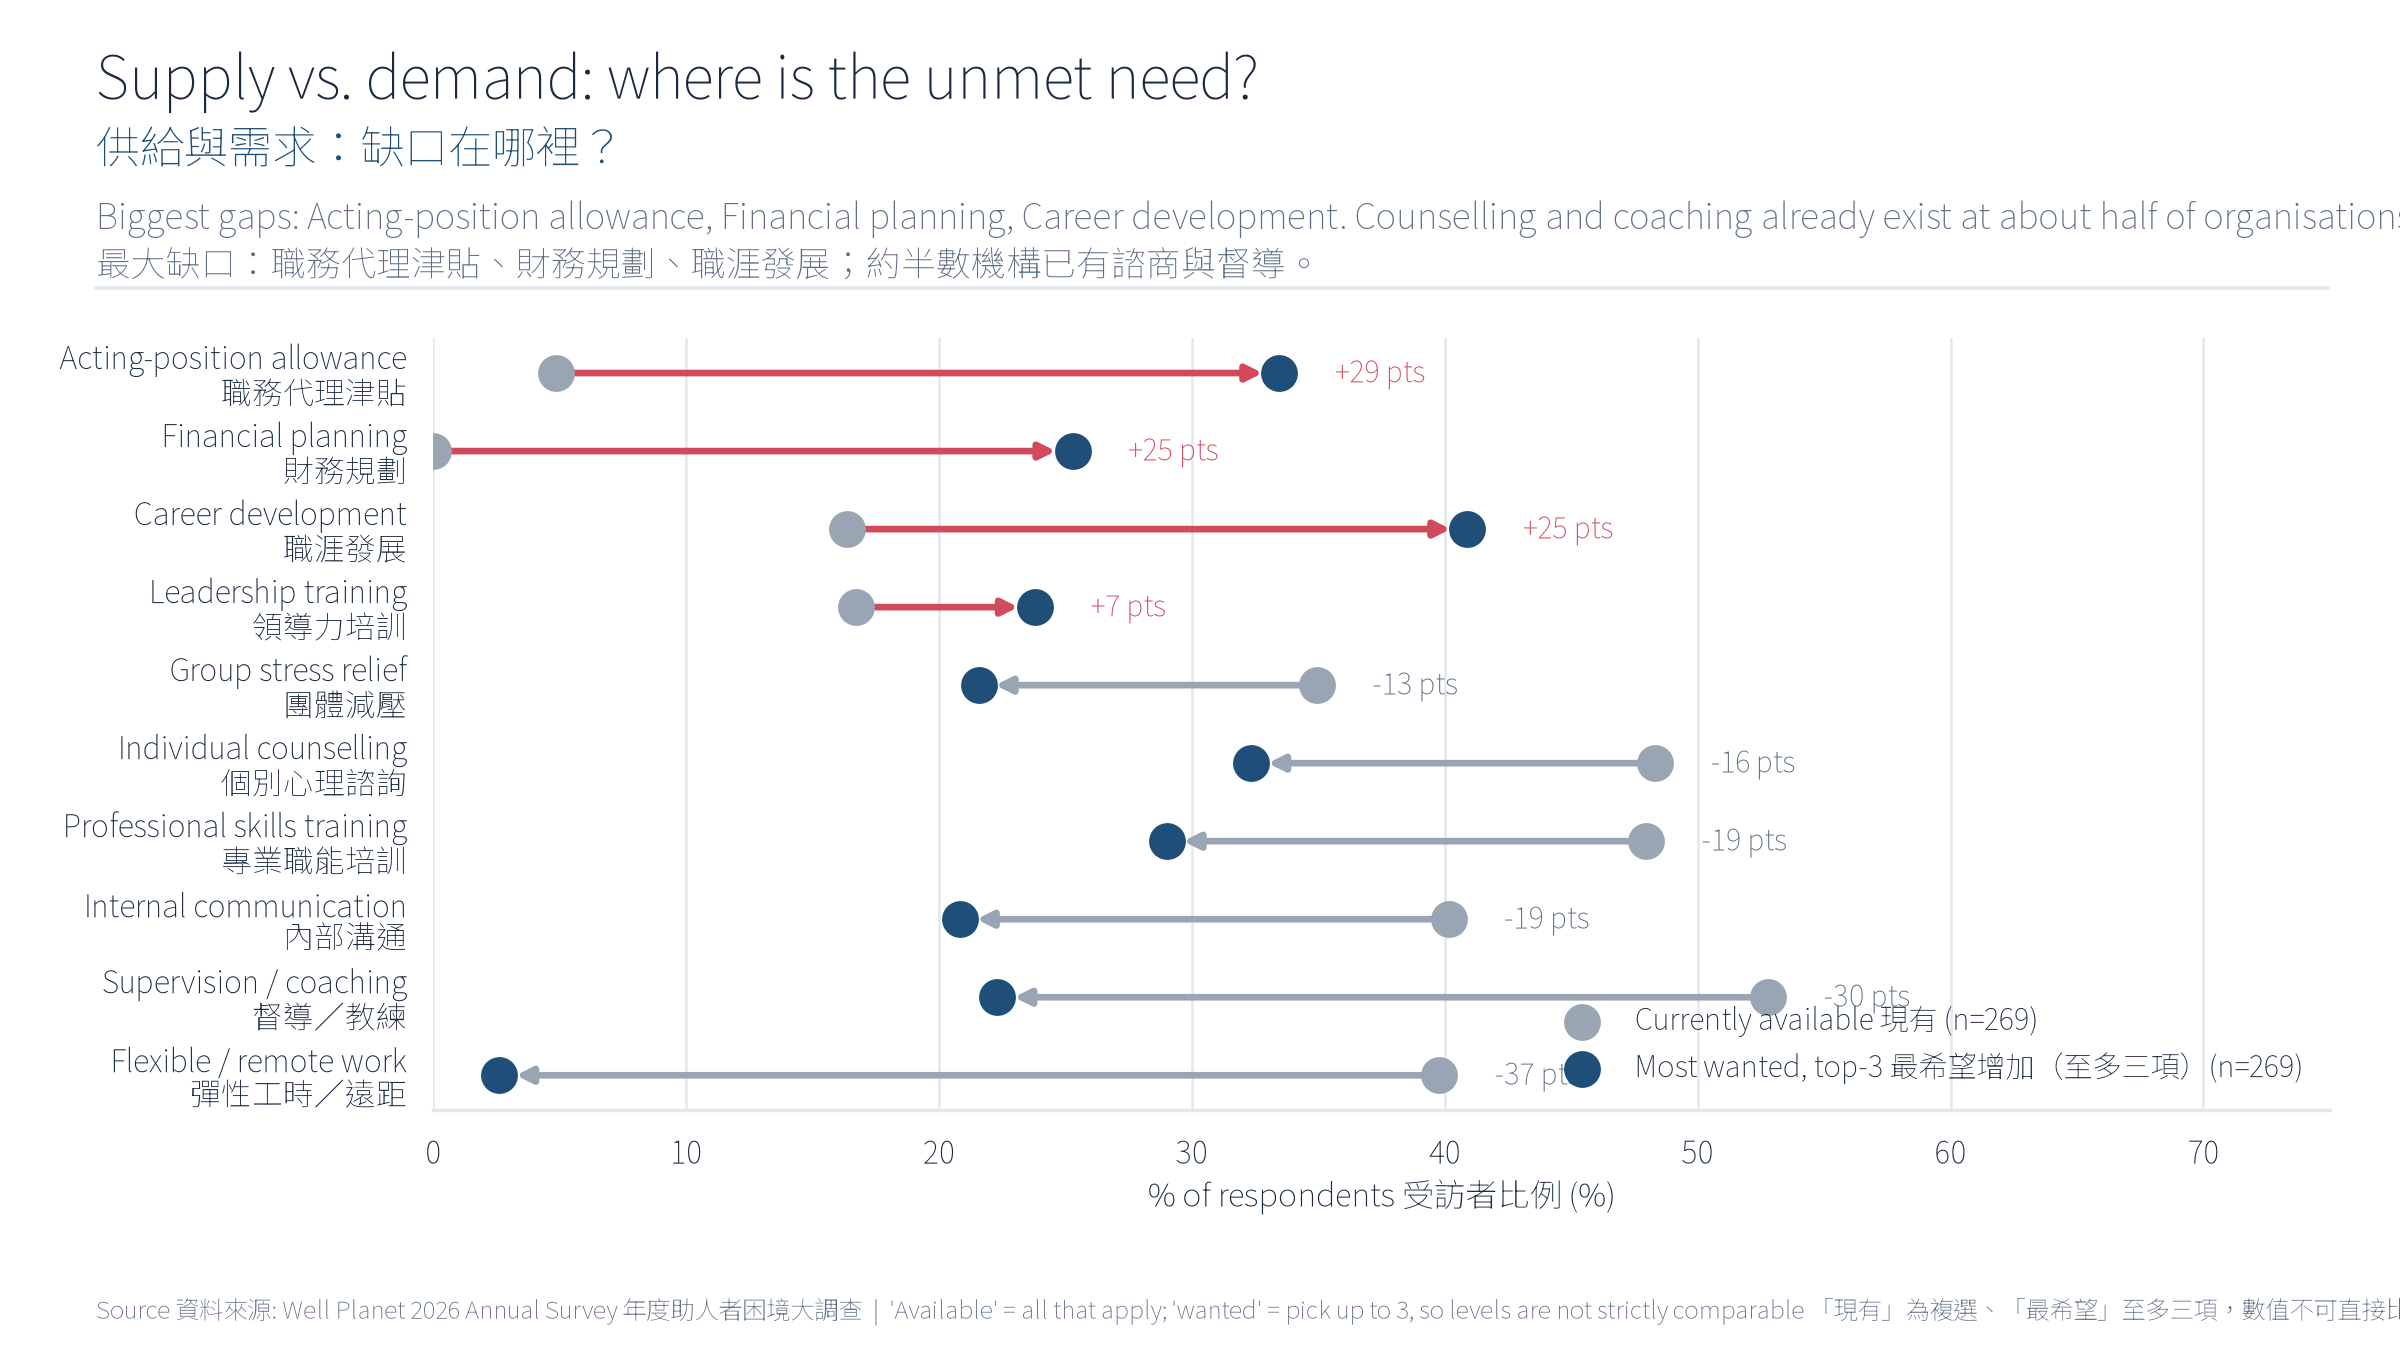 Supply vs. demand: where is the unmet need?
供給與需求：缺口在哪裡？
Biggest gaps: Acting-position allowance, Financial planning, Career development. Counselling and coaching already exist at about half of organisations
最大缺口：職務代理津貼、財務規劃、職涯發展；約半數機構已有諮商與督導。
Acting-position allowance
職務代理津貼
+29 pts
Financial planning
財務規劃
+25 pts
Career development
職涯發展
+25 pts
Leadership training
領導力培訓
+7 pts
Group stress relief
團體減壓
-13 pts
Individual counselling
個別心理諮詢
-16 pts
Professional skills training
專業職能培訓
-19 pts
Internal communication
內部溝通
-19 pts
Supervision / coaching
督導／教練
-30 pts
Flexible / remote work
彈性工時／遠距
-37 pt
Currently available 現有 (n=269)
Most wanted, top-3 最希望增加（至多三項）(n=269)
0 10 20 30 40 50 60 70
% of respondents 受訪者比例 (%)
Source 資料來源: Well Planet 2026 Annual Survey 年度助人者困境大調查 | 'Available' = all that apply; 'wanted' = pick up to 3, so levels are not strictly comparable 「現有」為複選、「最希望」至多三項，數值不可直接比